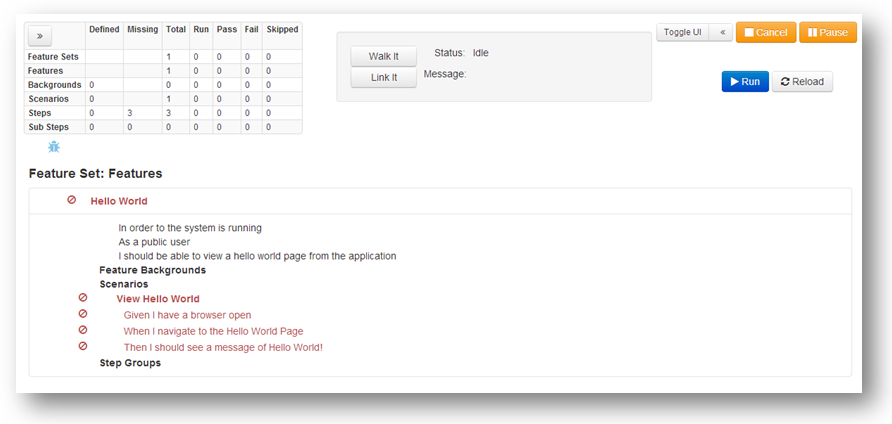 » Defined Missing Total Run Pass Fail Skipped
Feature Sets 1 0 0 0 0
Features 1 0 0 0 0
Backgrounds 0 0 0 0 0 0
Scenarios 0 1 0 0 0 0
Steps 0 3 3 0 0 0 0
Sub Steps 0 0 0 0 0 0 0
Walk It Status: Idle
Link It Message:
Toggle UI « Cancel Pause
Run Reload
Feature Set: Features
Hello World
In order to the system is running
As a public user
I should be able to view a hello world page from the application
Feature Backgrounds
Scenarios
View Hello World
Given I have a browser open
When I navigate to the Hello World Page
Then I should see a message of Hello World!
Step Groups